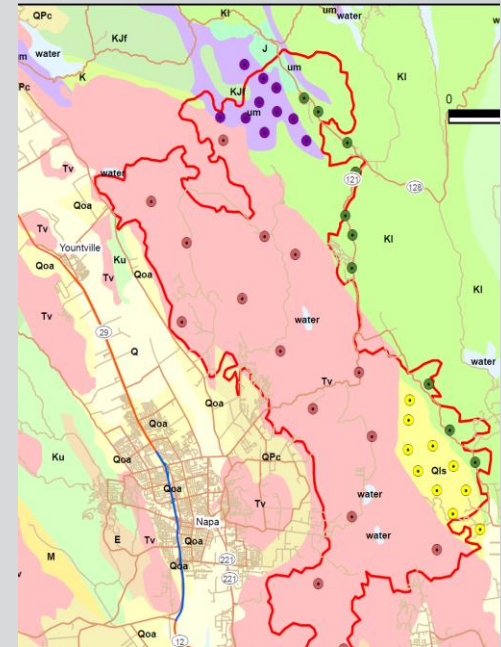 QPc
Kl
um
water
w
KJf
J
water
um
um
Kl
K
KJf
Pc
um
0
Tv
water
121
128
Qoa
Tv
Kl
Yountville
Ku
Qoa
Qoa
Tv
Kl
Tv
water
29
Q
water
Tv
Qoa
Qoa
Ku
Qoa
QPc
Qls
Qoa
Tv
water
Napa
E
Tv
Qoa
water
M
221
Qoa
221
Qoa
12